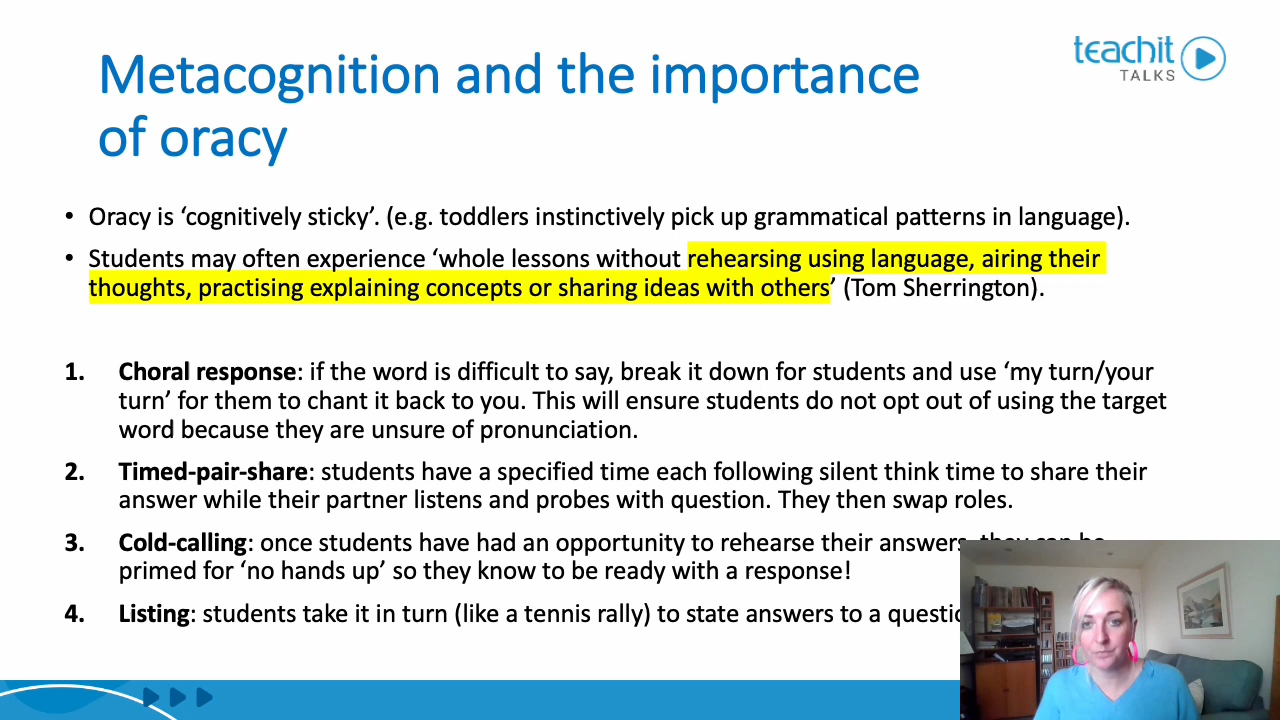 Metacognition and the importance
of oracy
teachit
TALKS
• Oracy is ‘cognitively sticky’. (e.g. toddlers instinctively pick up grammatical patterns in language).
• Students may often experience ‘whole lessons without rehearsing using language, airing their
thoughts, practising explaining concepts or sharing ideas with others’ (Tom Sherrington).
1. Choral response: if the word is difficult to say, break it down for students and use ‘my turn/your
turn’ for them to chant it back to you. This will ensure students do not opt out of using the target
word because they are unsure of pronunciation.
2. Timed-pair-share: students have a specified time each following silent think time to share their
answer while their partner listens and probes with question. They then swap roles.
3. Cold-calling: once students have had an opportunity to rehearse their answers, they can be
primed for ‘no hands up’ so they know to be ready with a response!
4. Listing: students take it in turn (like a tennis rally) to state answers to a